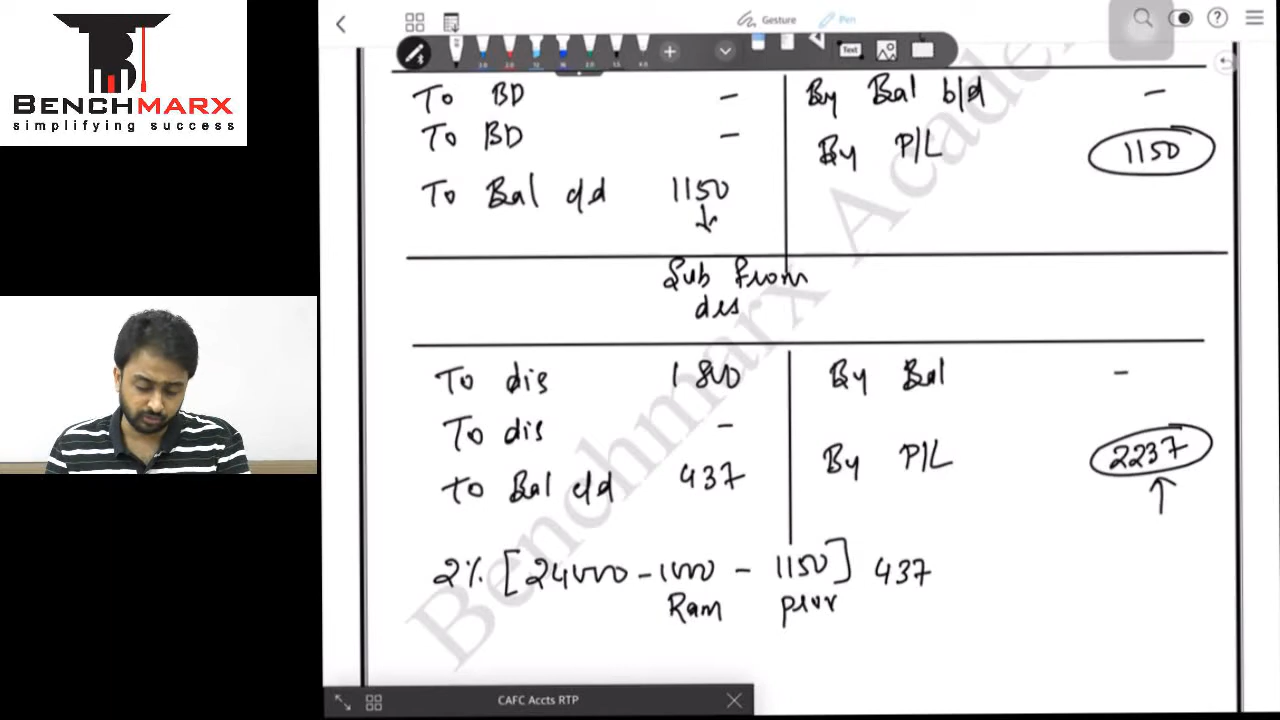 BENCHMARX
simplifying success
Gesture
Pen
Text
To BD -
By Bal b/d -
To BD -
By P/L 1150
To Bal c/d 1150
Sub from
des
To dis 1800
By Bal -
To dis -
By P/L 2237
To Bal c/d 437
2% [24000 - 1000 - 1150] 437
Ram
Benchmarx Academ
CAFC Accts RTP